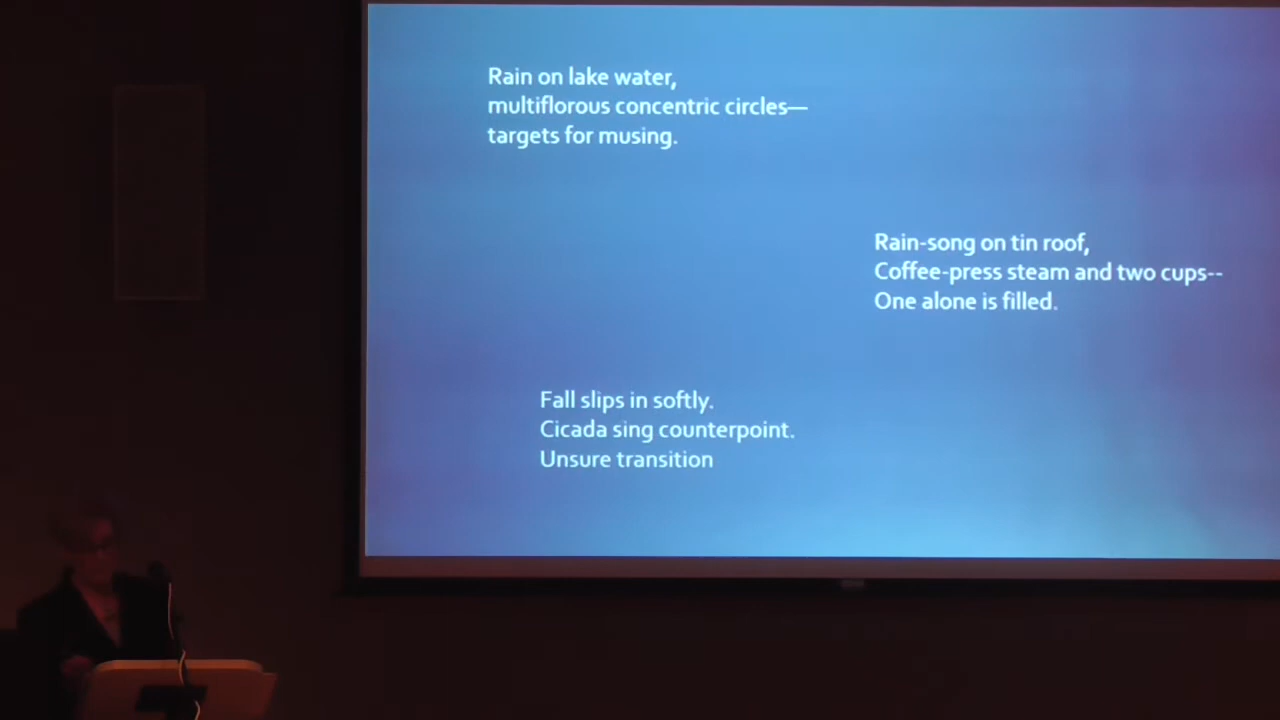 Rain on lake water,
multiflorous concentric circles—
targets for musing.
Rain-song on tin roof,
Coffee-press steam and two cups--
One alone is filled.
Fall slips in softly.
Cicada sing counterpoint.
Unsure transition